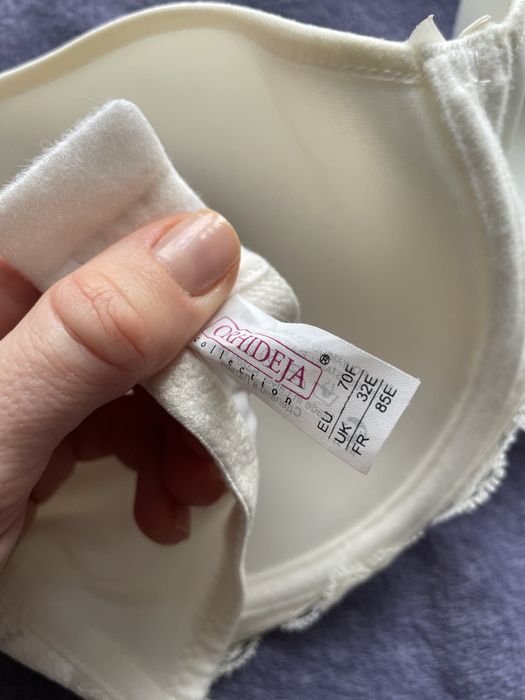 ORHIDEJA®
collection
EU 70F
UK 32E
FR 85E